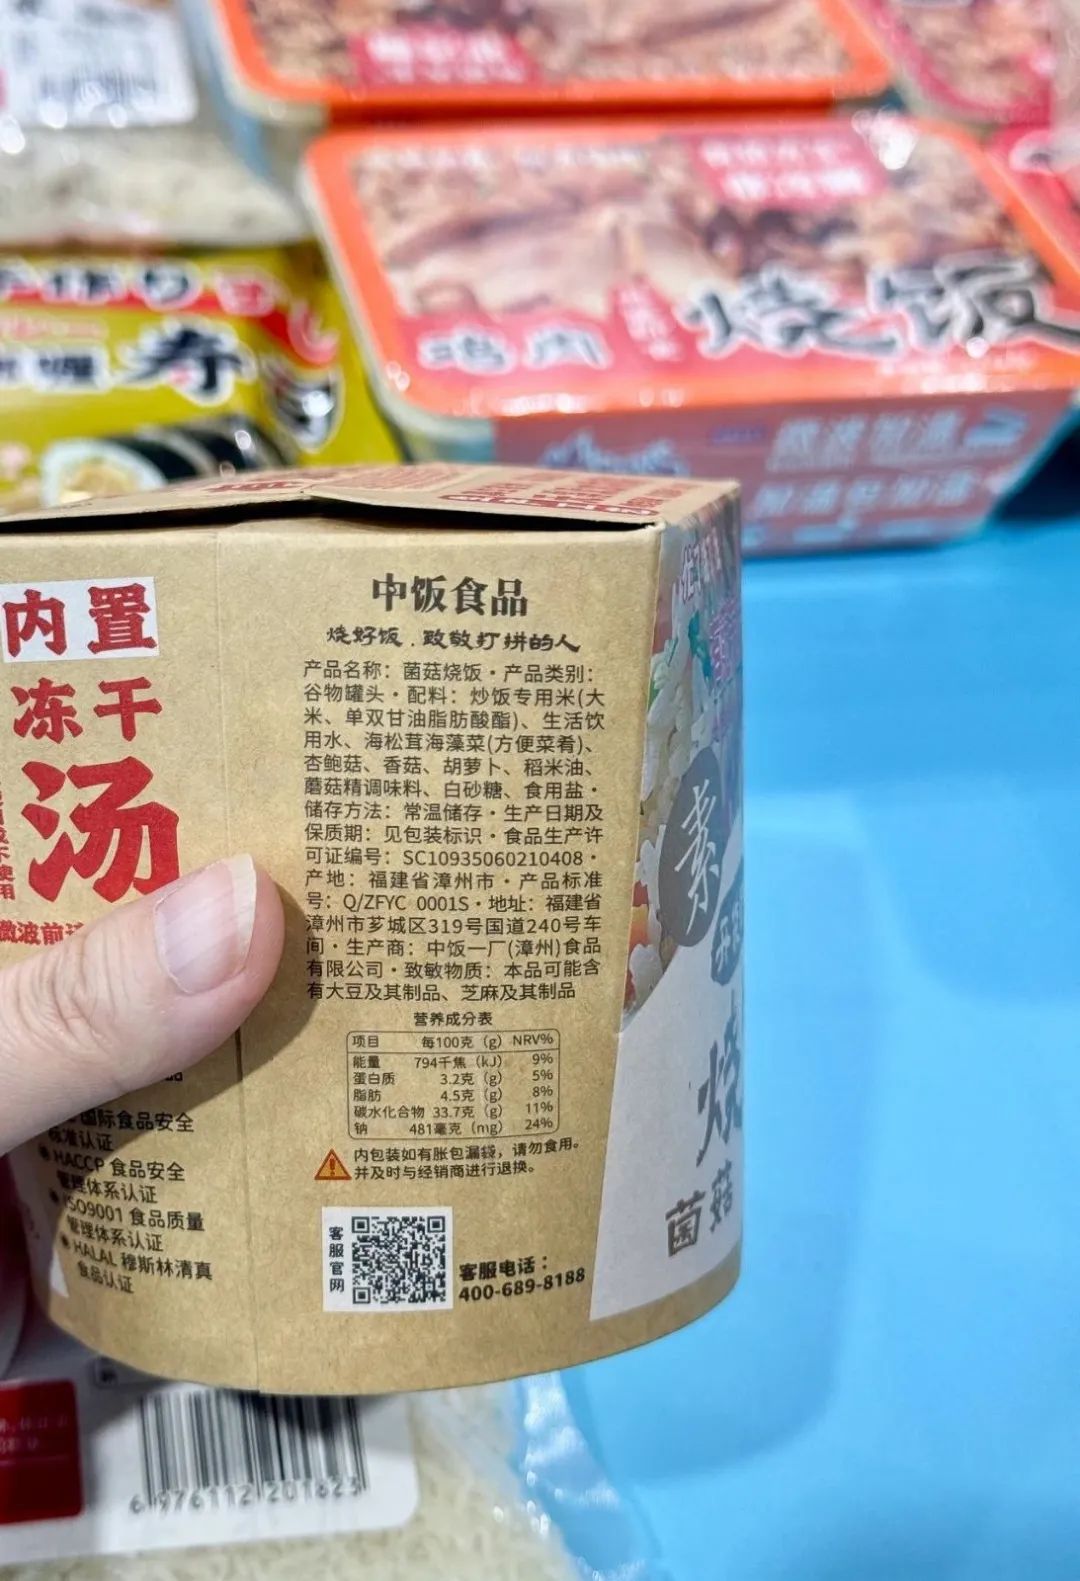 鸡肉
烧饭
寿司
内置
冻干
汤
中饭食品
烧好饭.致敬打拼的人
产品名称：菌菇烧饭·产品类别：
谷物罐头·配料：炒饭专用米(大
米、单双甘油脂肪酸酯)、生活饮
用水、海松茸海藻菜(方便菜肴)、
杏鲍菇、香菇、胡萝卜、稻米油、
蘑菇精调味料、白砂糖、食用盐·
储存方法：常温储存·生产日期及
保质期：见包装标识·食品生产许
可证编号：SC10935060210408·
产地：福建省漳州市·产品标准
号：Q/ZFYC 0001S·地址：福建省
漳州市芗城区319号国道240号车
间·生产商：中饭一厂(漳州)食品
有限公司·致敏物质：本品可能含
有大豆及其制品、芝麻及其制品
营养成分表
项目 每100克（g） NRV%
能量 794千焦（kJ） 9%
蛋白质 3.2克（g） 5%
脂肪 4.5克（g） 8%
碳水化合物 33.7克（g） 11%
钠 481毫克（mg） 24%
内包装如有胀包漏袋，请勿食用。
并及时与经销商进行退换。
客服官网
客服电话：
400-689-8188
微波前
国际食品安全
标准认证
HACCP 食品安全
管理体系认证
ISO9001 食品质量
管理体系认证
HALAL 穆斯林清真
食品认证
素
烧
菌菇
6 976112 201623